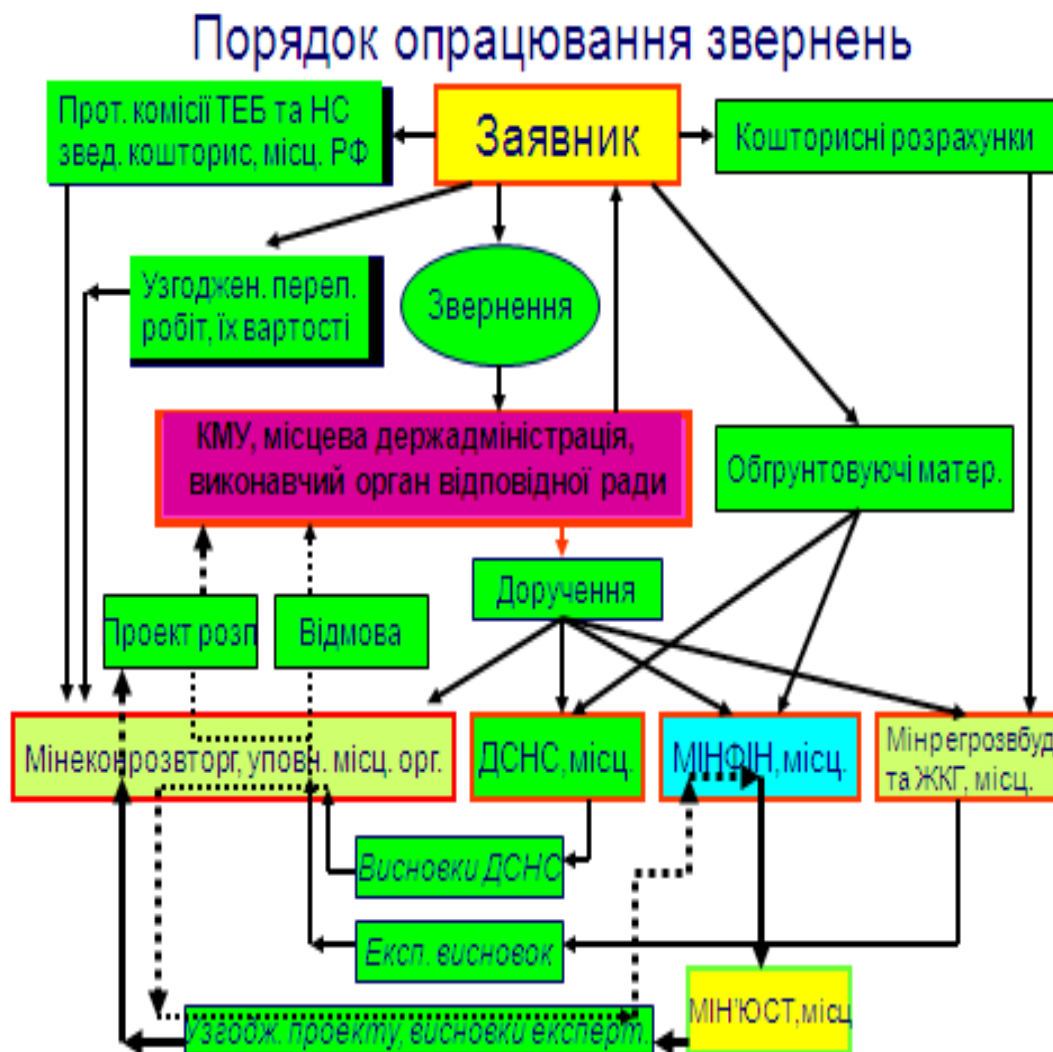 Порядок опрацювання звернень
Прот. комісії ТЕБ та НС
звед. кошторис, місц. РФ
Заявник
Кошторисні розрахунки
Узгоджен. перел.
робіт, їх вартості
Звернення
КМУ, місцева держадміністрація,
виконавчий орган відповідної ради
Обгрунтовуючі матер.
Доручення
Проект розп
Відмова
Мінеконрозвторг, уповн. місц. орг.
ДСНС, місц.
МІНФІН, місц.
Мінрегрозвбуд
та ЖКГ, місц.
Висновки ДСНС
Експ. висновок
МІН'ЮСТ,місц
Узгодж. проекту, висновки експерт.